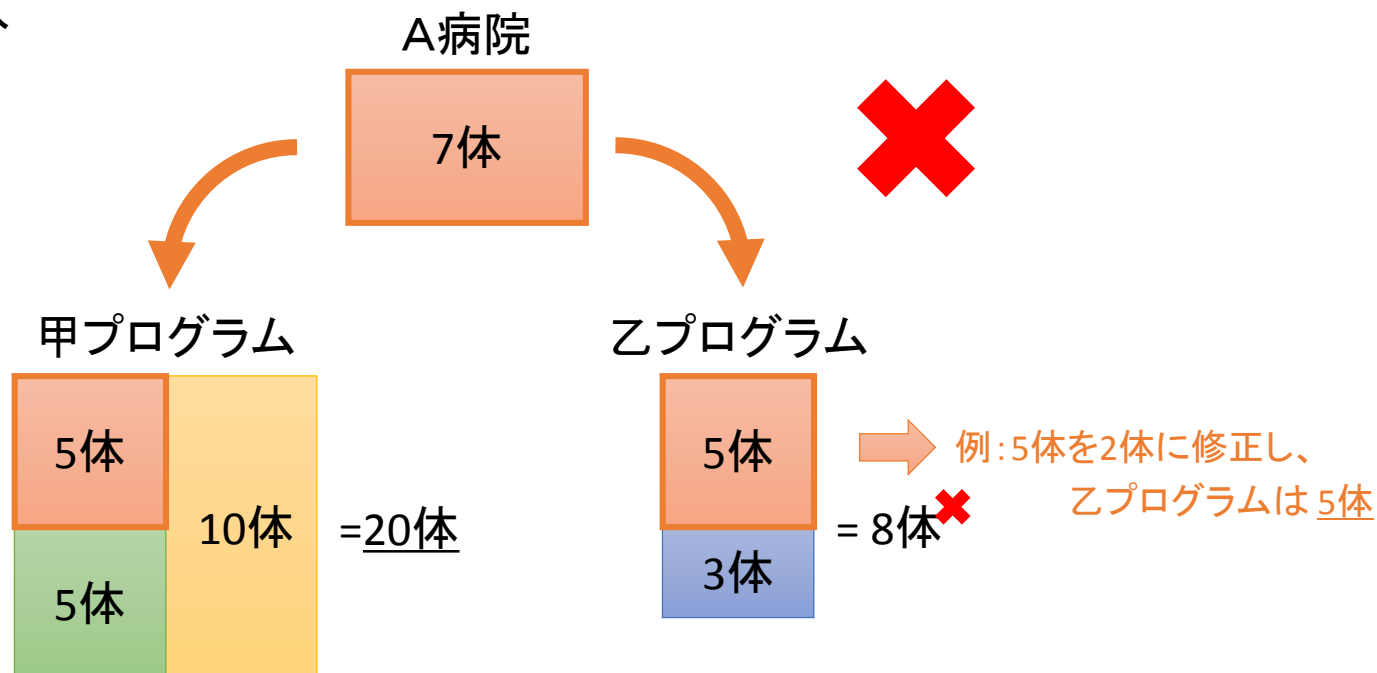 A病院
7体
甲プログラム
5体
10体
=20体
5体
乙プログラム
5体
= 8体
3体
例：5体を2体に修正し、
乙プログラムは 5体